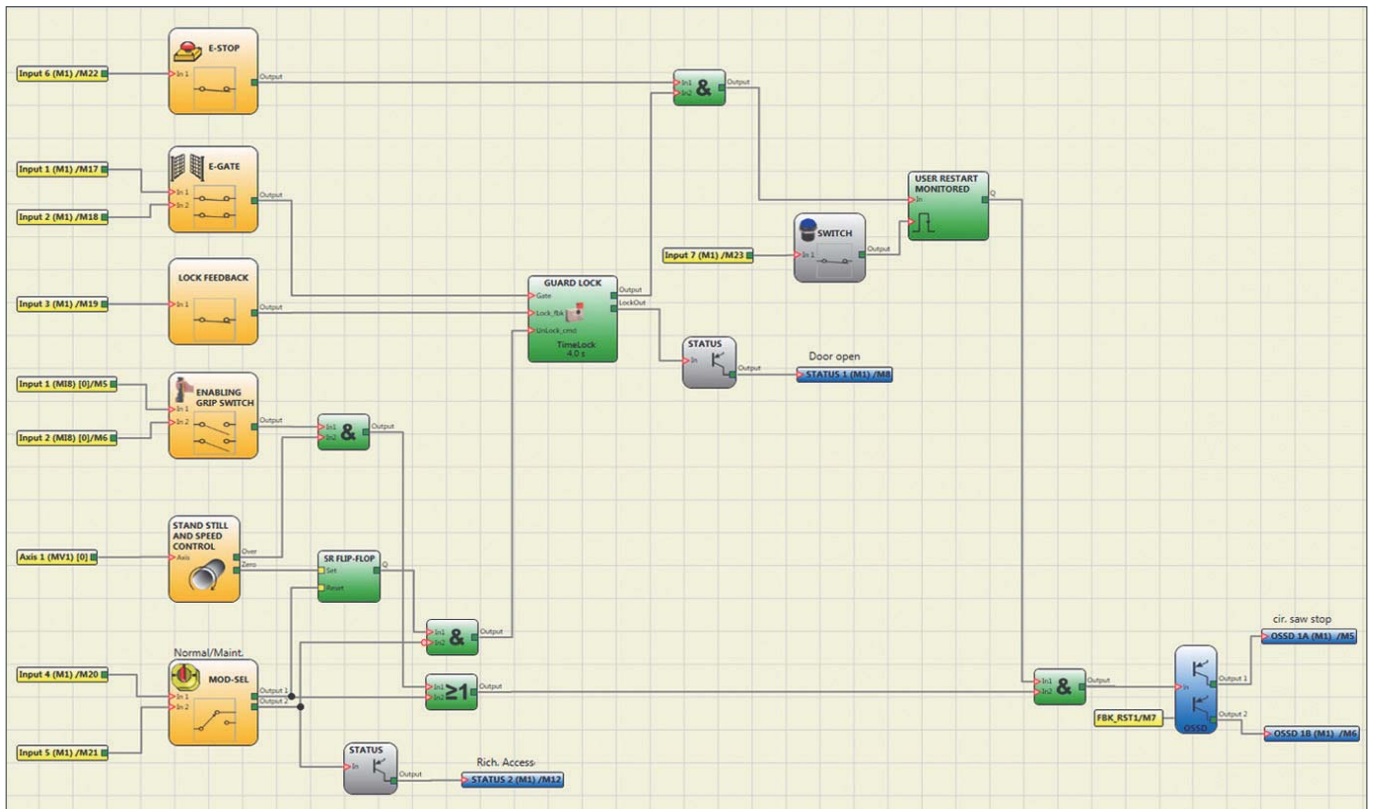 E-STOP
Input 6 (M1) /M22
In 1
Output
In1
In2
&
Output
Input 1 (M1) /M17
Input 2 (M1) /M18
E-GATE
In 1
In 2
Output
USER RESTART
MONITORED
In
Q
Input 7 (M1) /M23
SWITCH
In 1
Output
LOCK FEEDBACK
Input 3 (M1) /M19
In 1
Output
GUARD LOCK
Gate
Lock_fbk
UnLock_cmd
Output
LockOut
TimeLock
4.0 s
STATUS
In
Output
Door open
STATUS 1 (M1) /M8
Input 1 (MI8) [0]/M5
Input 2 (MI8) [0]/M6
ENABLING
GRIP SWITCH
In 1
In 2
Output
In1
In2
&
Output
STAND STILL
AND SPEED
CONTROL
Axis 1 (MV1) [0]
Axis
Over
Zero
SR FLIP-FLOP
Set
Reset
Q
In1
In2
&
Output
Normal/Maint.
Input 4 (M1) /M20
Input 5 (M1) /M21
MOD-SEL
In 1
In 2
Output 1
Output 2
In1
In2
≥1
Output
STATUS
In
Output
Rich. Access
STATUS 2 (M1) /M12
In1
In2
&
Output
FBK_RST1/M7
In
OSSD
Output 1
Output 2
cir. saw stop
OSSD 1A (M1) /M5
OSSD 1B (M1) /M6